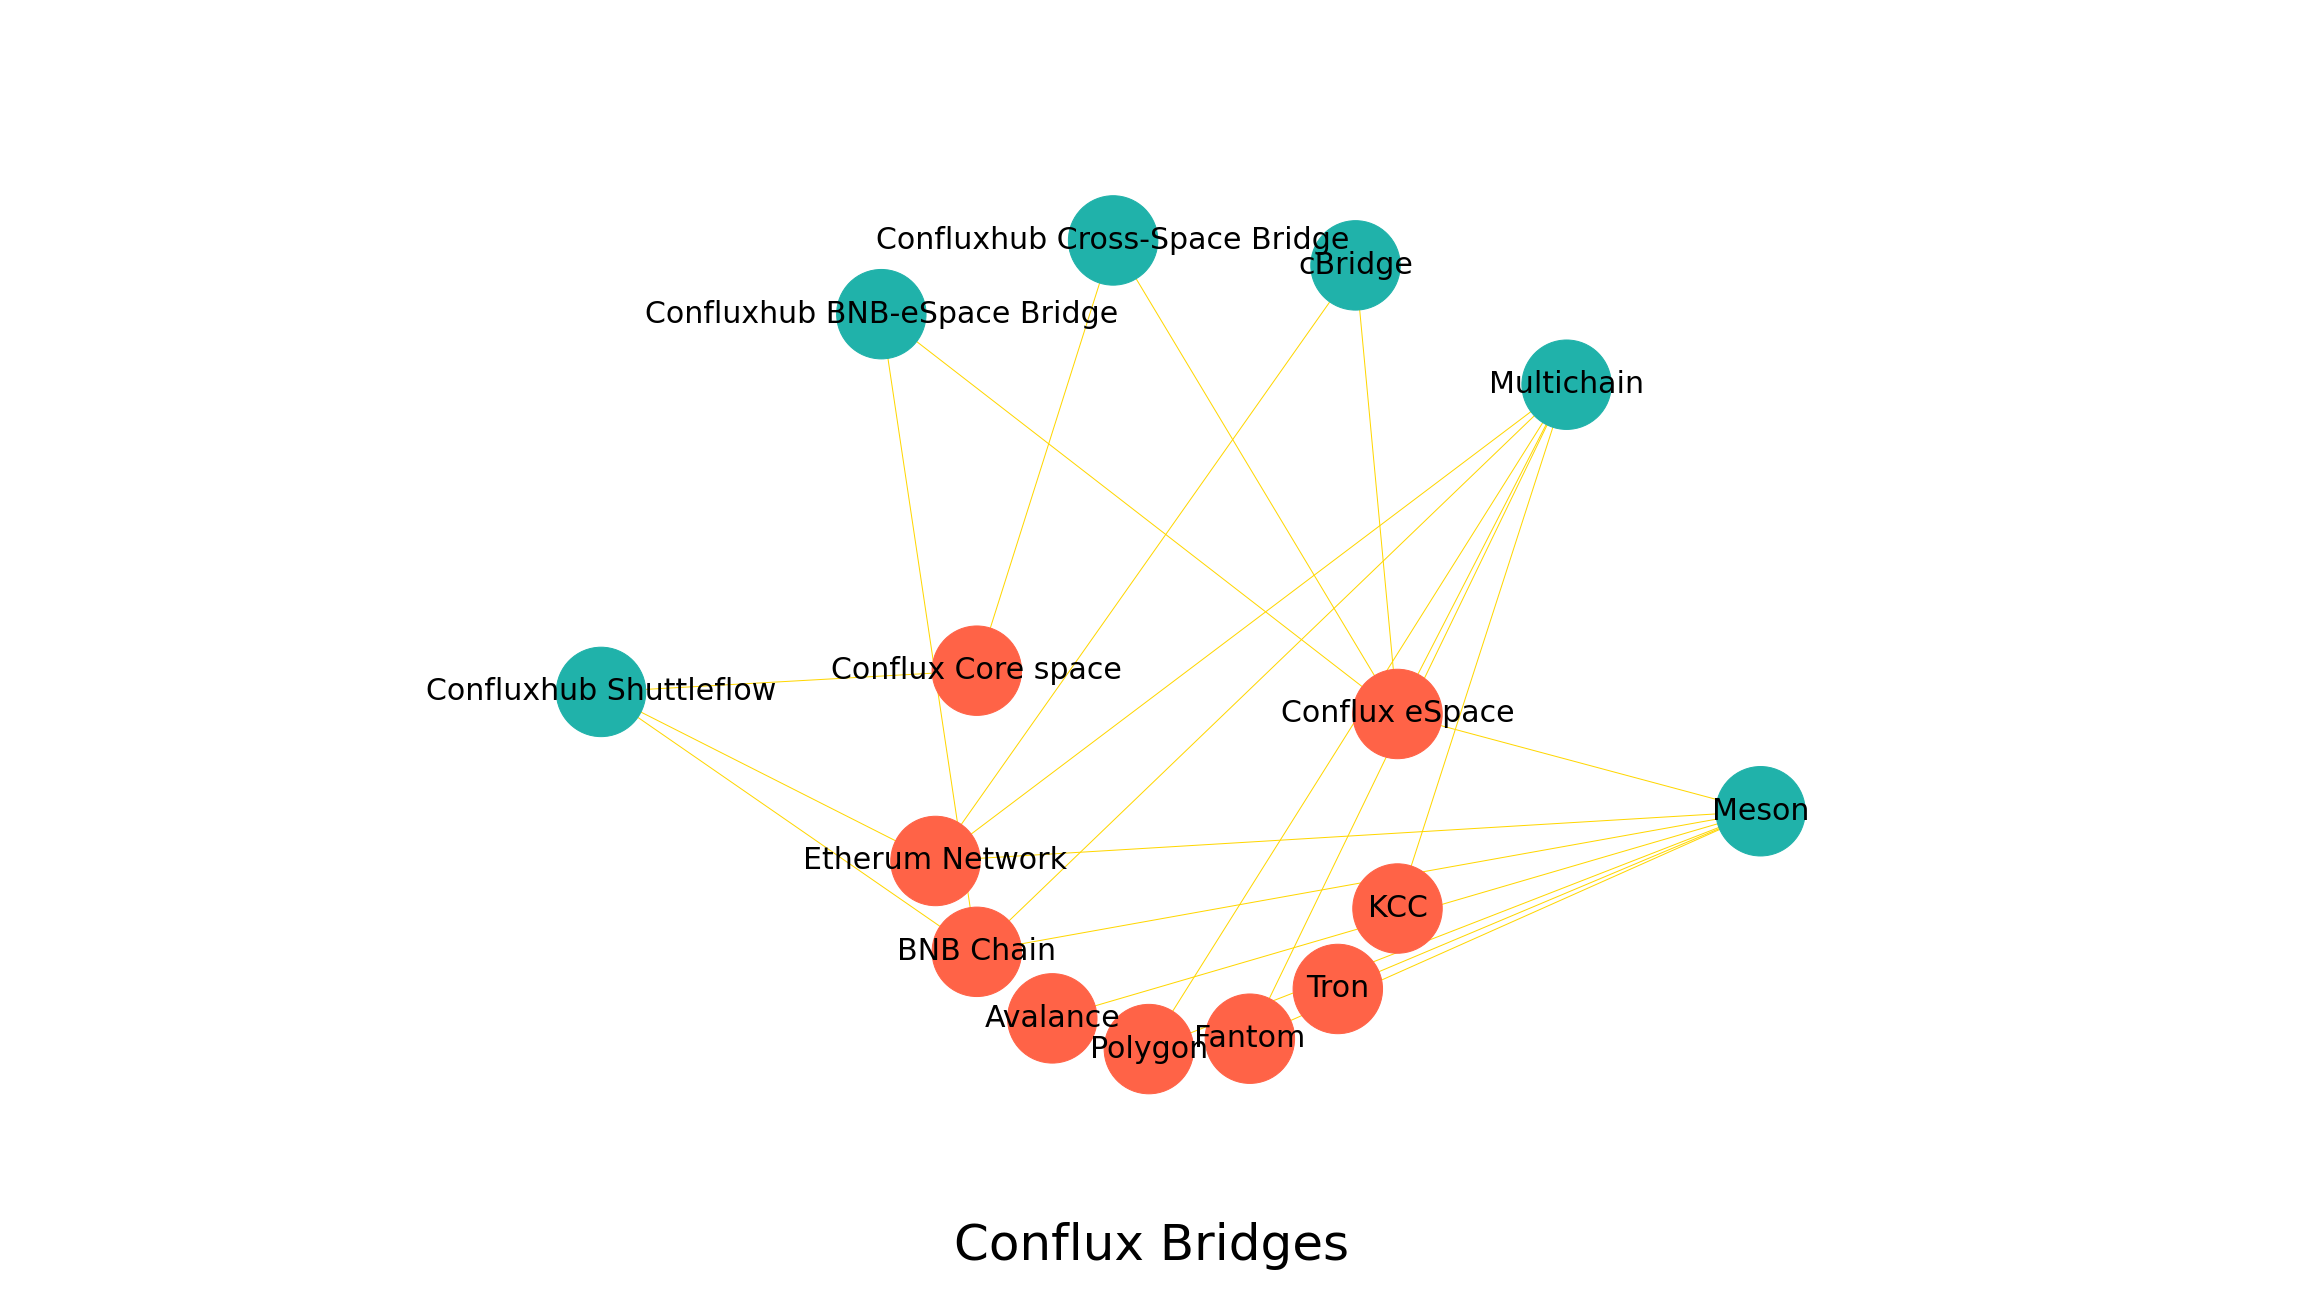 Confluxhub Cross-Space Bridge
cBridge
Confluxhub BNB-eSpace Bridge
Multichain
Conflux Core space
Confluxhub Shuttleflow
Conflux eSpace
Meson
Etherum Network
KCC
BNB Chain
Tron
Avalance
Fantom
Polygon
Conflux Bridges